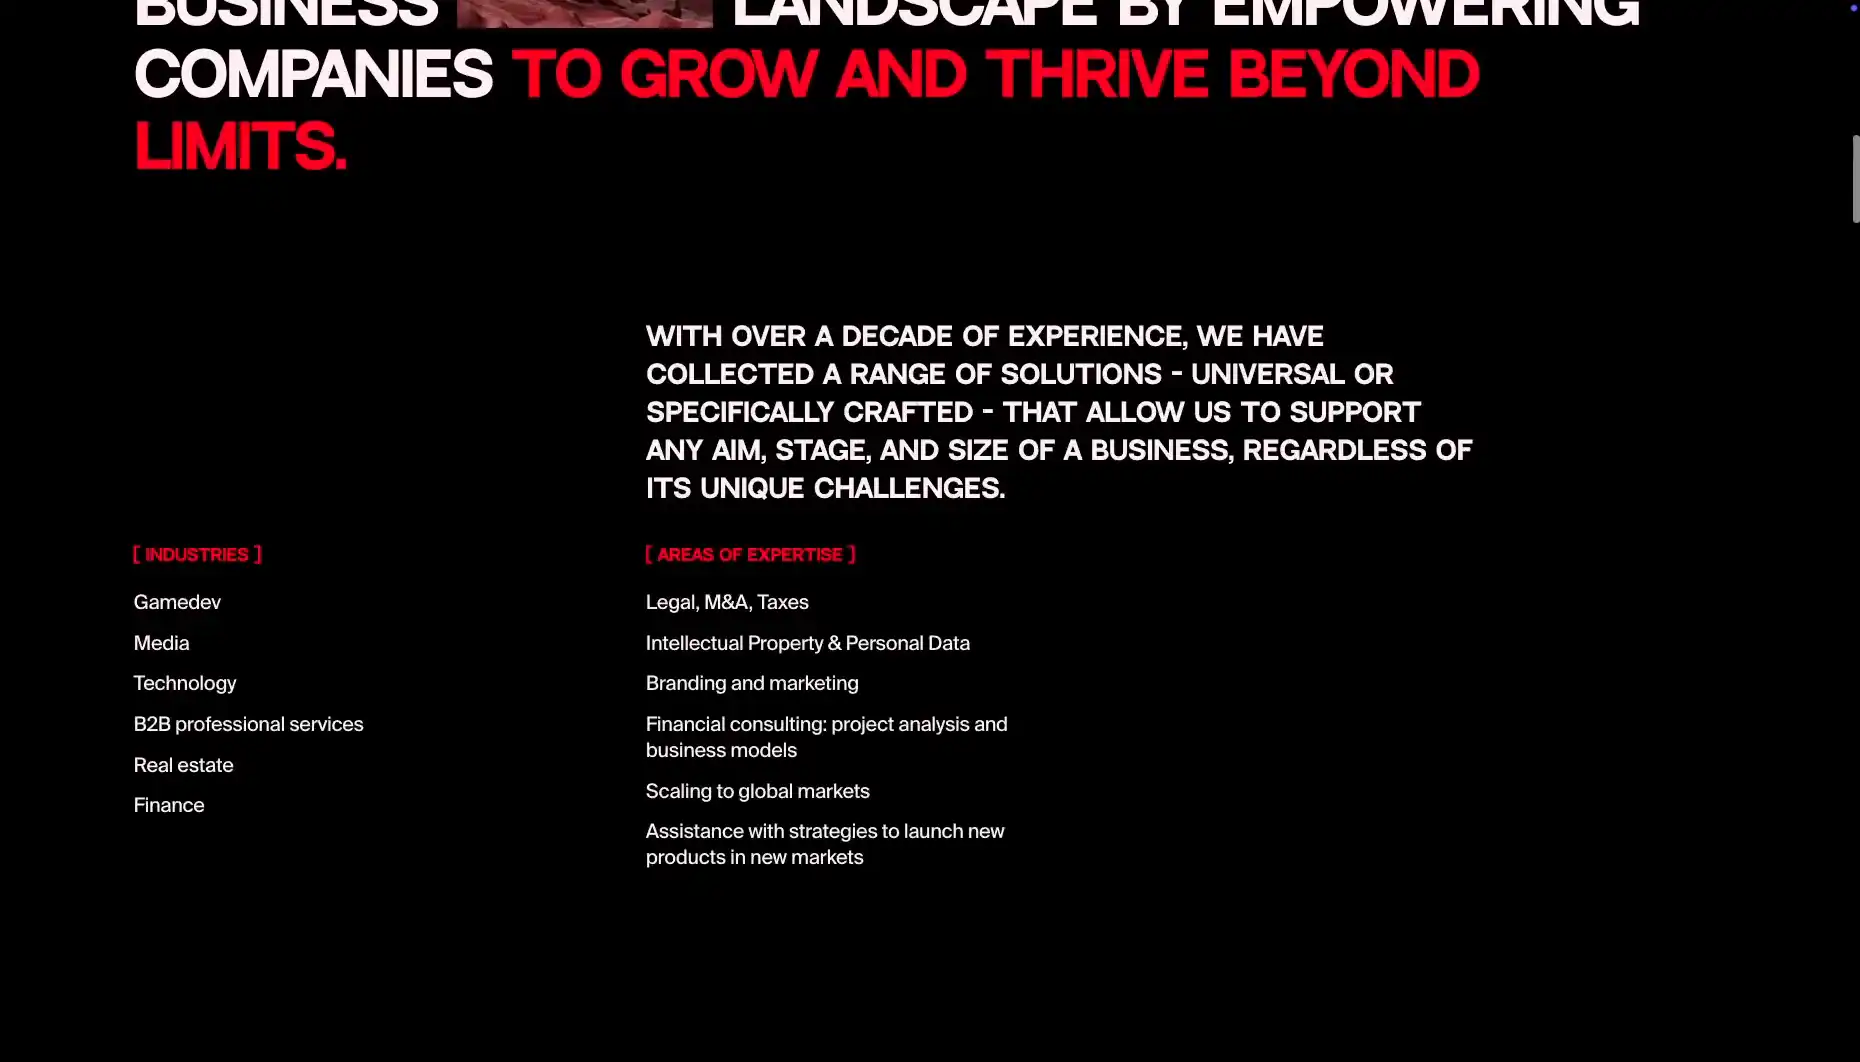 BUSINESS LANDSCAPE BY EMPOWERING
COMPANIES TO GROW AND THRIVE BEYOND
LIMITS.
WITH OVER A DECADE OF EXPERIENCE, WE HAVE
COLLECTED A RANGE OF SOLUTIONS - UNIVERSAL OR
SPECIFICALLY CRAFTED - THAT ALLOW US TO SUPPORT
ANY AIM, STAGE, AND SIZE OF A BUSINESS, REGARDLESS OF
ITS UNIQUE CHALLENGES.
[ INDUSTRIES ]
Gamedev
Media
Technology
B2B professional services
Real estate
Finance
[ AREAS OF EXPERTISE ]
Legal, M&A, Taxes
Intellectual Property & Personal Data
Branding and marketing
Financial consulting: project analysis and
business models
Scaling to global markets
Assistance with strategies to launch new
products in new markets